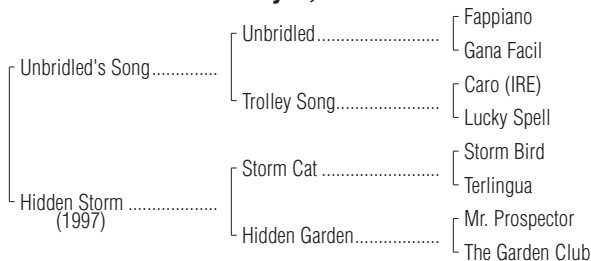 Fappiano
Unbridled.............................
Gana Facil
Unbridled's Song..............
Caro (IRE)
Trolley Song........................
Lucky Spell
Storm Bird
Storm Cat ...........................
Terlingua
Hidden Storm ...................
(1997)
Mr. Prospector
Hidden Garden....................
The Garden Club